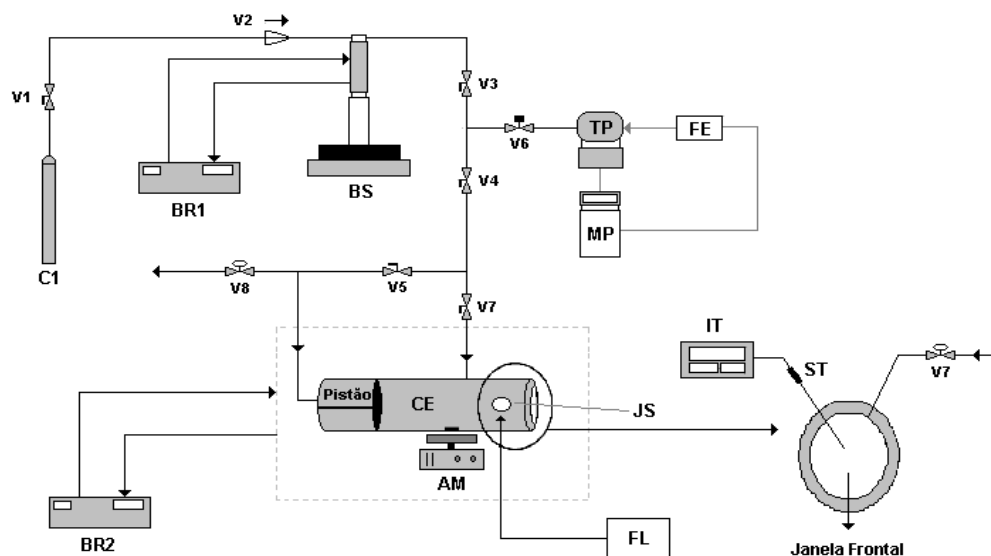 V2
V1
V3
TP
FE
V6
BS
V4
BR1
MP
C1
V8
V5
V7
IT
ST
V7
Pistão
CE
JS
AM
BR2
FL
Janela Frontal